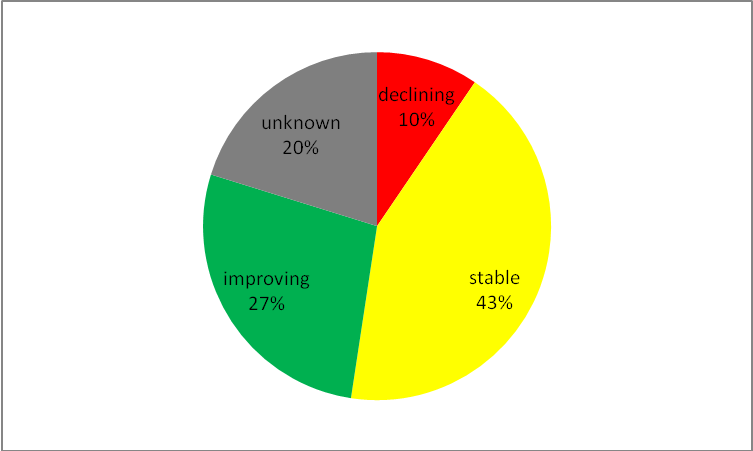 declining
10%
unknown
20%
stable
43%
improving
27%